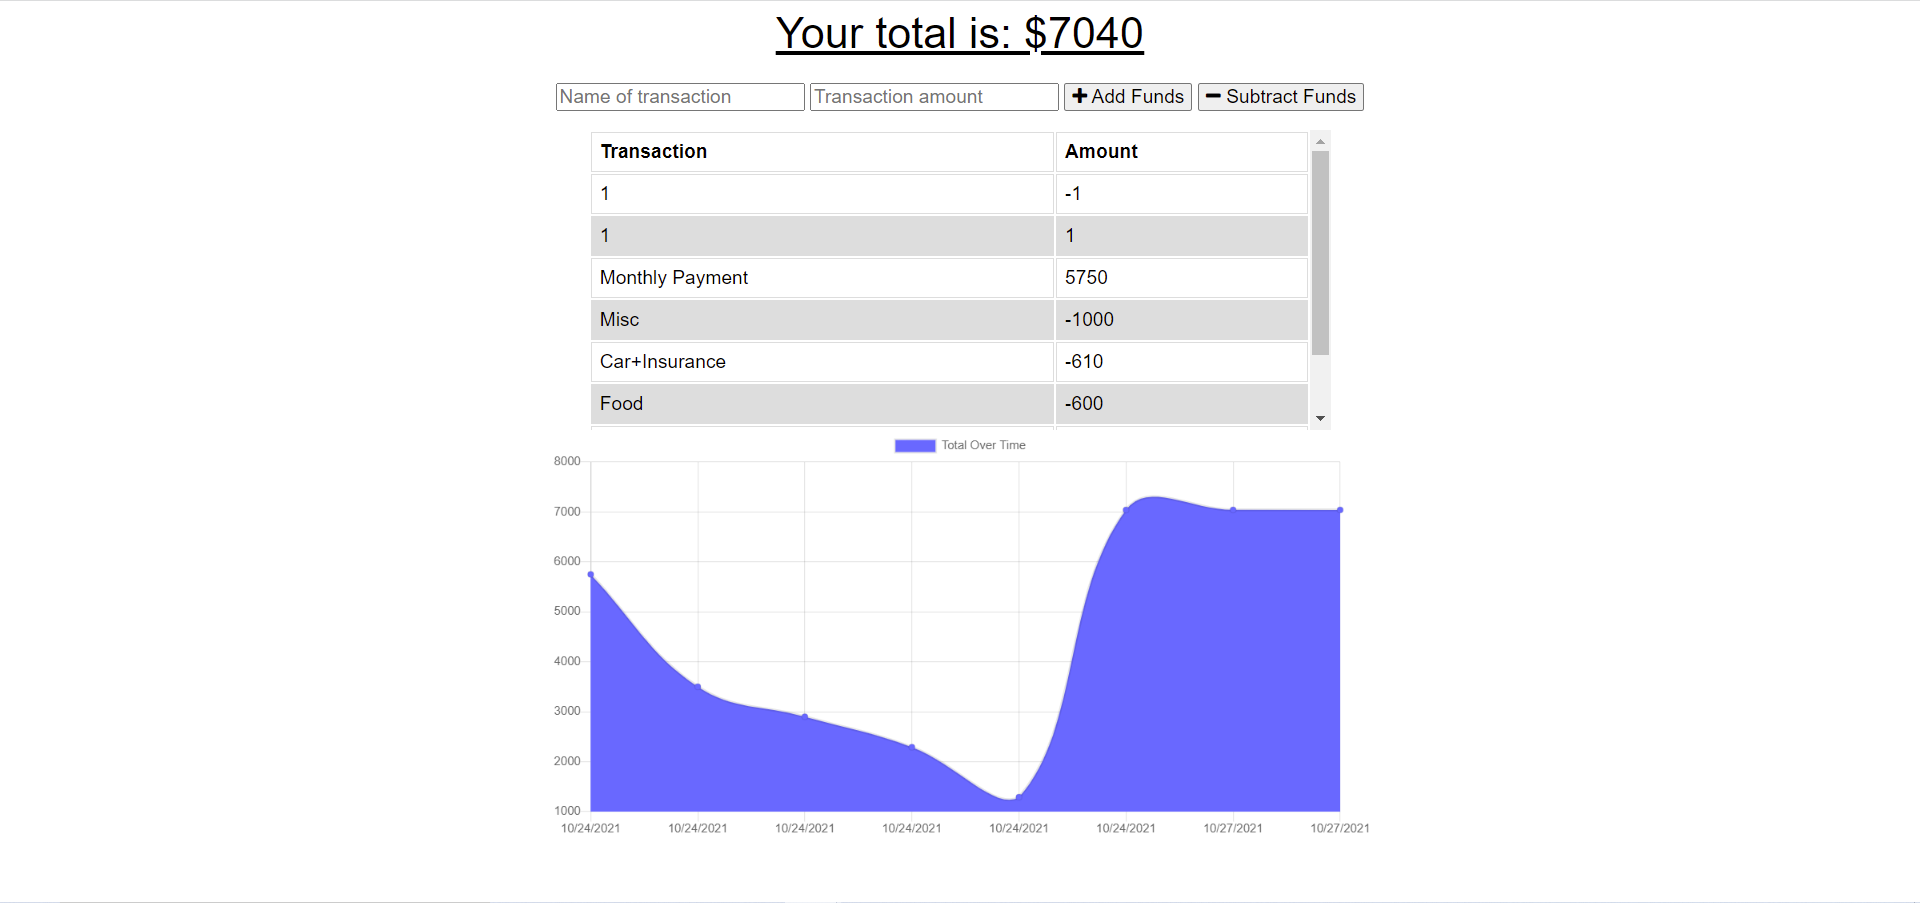 Your total is: $7040
Name of transaction Transaction amount Add Funds Subtract Funds
Transaction Amount
1 -1
1 1
Monthly Payment 5750
Misc -1000
Car+Insurance -610
Food -600
Total Over Time
8000
7000
6000
5000
4000
3000
2000
1000
10/24/2021 10/24/2021 10/24/2021 10/24/2021 10/24/2021 10/24/2021 10/27/2021 10/27/2021